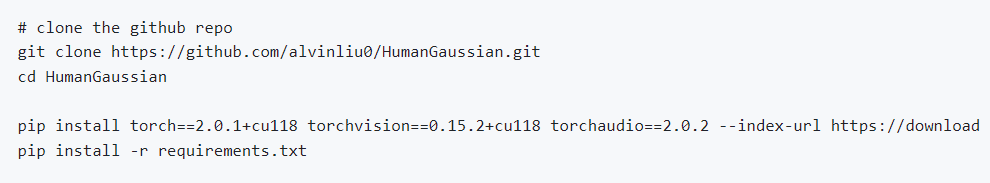 # clone the github repo
git clone https://github.com/alvinliu0/HumanGaussian.git
cd HumanGaussian
pip install torch==2.0.1+cu118 torchvision==0.15.2+cu118 torchaudio==2.0.2 --index-url https://download
pip install -r requirements.txt